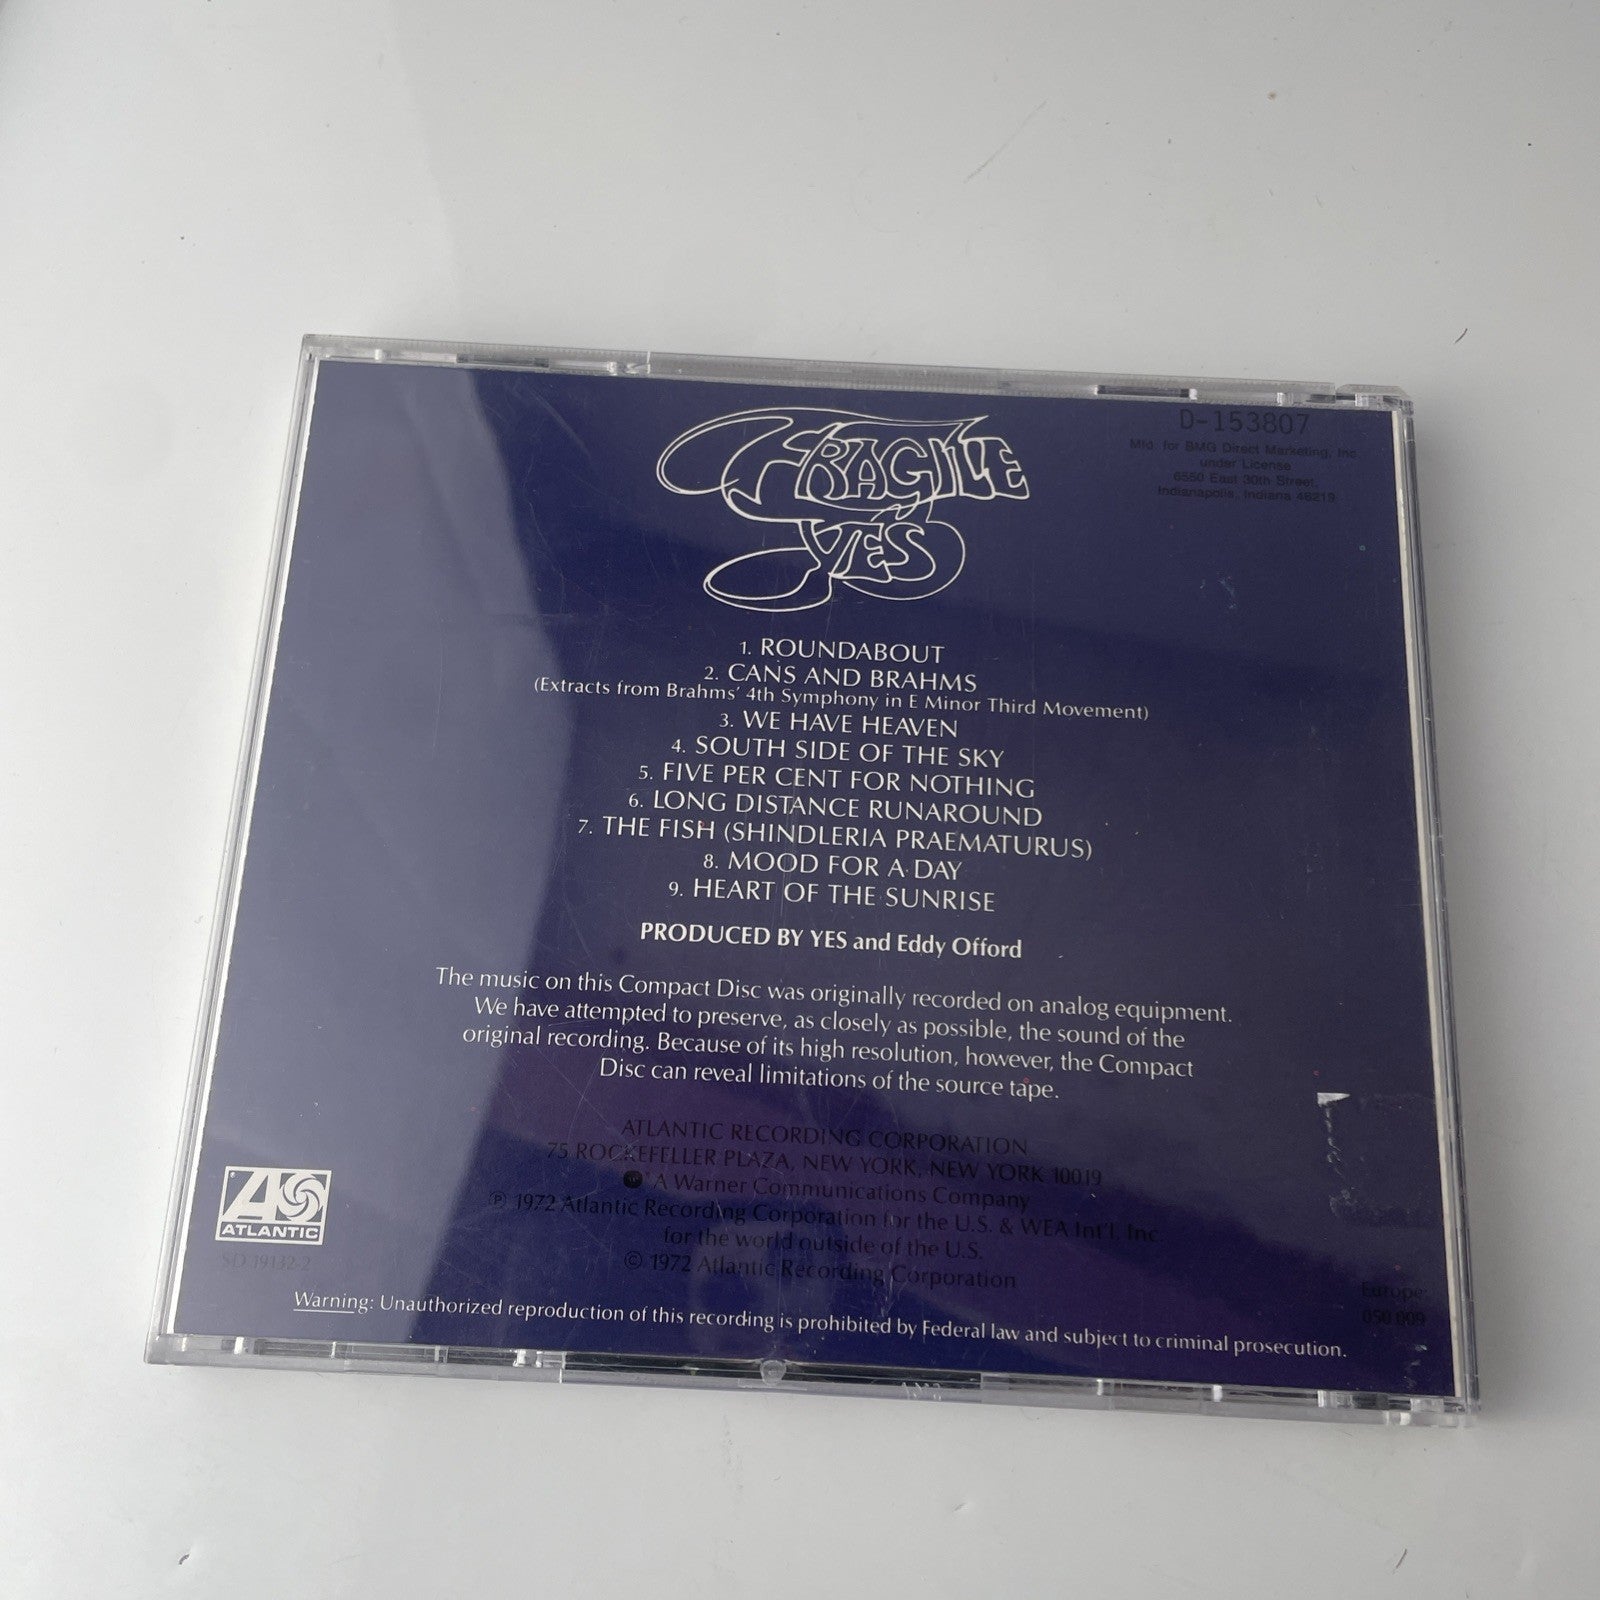 FRAGILE
YES
D-153807
Mfd. for BMG Direct Marketing, Inc.
under License
6550 East 30th Street,
Indianapolis, Indiana 46219
1. ROUNDABOUT
2. CANS AND BRAHMS
(Extracts from Brahms' 4th Symphony in E Minor Third Movement)
3. WE HAVE HEAVEN
4. SOUTH SIDE OF THE SKY
5. FIVE PER CENT FOR NOTHING
6. LONG DISTANCE RUNAROUND
7. THE FISH (SHINDLERIA PRAEMATURUS)
8. MOOD FOR A DAY
9. HEART OF THE SUNRISE
PRODUCED BY YES and Eddy Offord
The music on this Compact Disc was originally recorded on analog equipment.
We have attempted to preserve, as closely as possible, the sound of the
original recording. Because of its high resolution, however, the Compact
Disc can reveal limitations of the source tape.
ATLANTIC RECORDING CORPORATION
75 ROCKEFELLER PLAZA, NEW YORK, NEW YORK 10019
A Warner Communications Company
℗ 1972 Atlantic Recording Corporation for the U.S. & WEA Int'l. Inc.
for the world outside of the U.S.
© 1972 Atlantic Recording Corporation
ATLANTIC
SD 19132-2
Europe:
050 009
Warning: Unauthorized reproduction of this recording is prohibited by Federal law and subject to criminal prosecution.